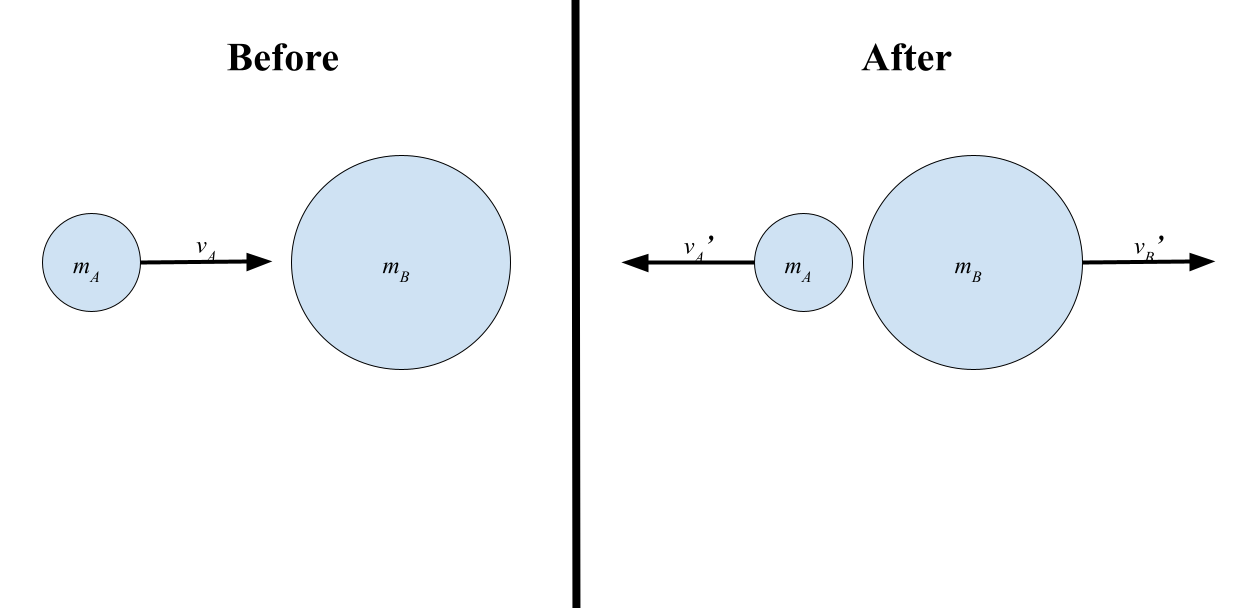 Before
v_A
m_A
m_B
After
v_A’
m_A
m_B
v_B’